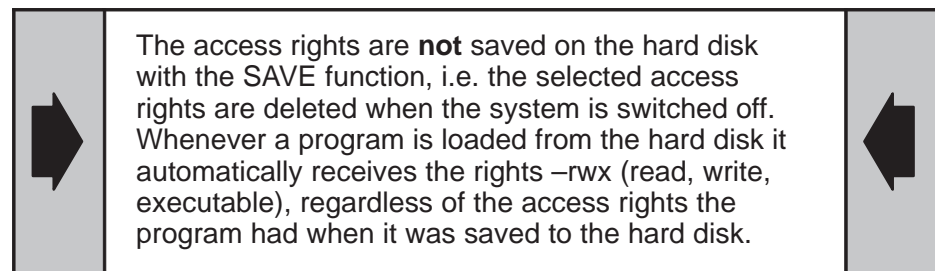 The access rights are not saved on the hard disk
with the SAVE function, i.e. the selected access
rights are deleted when the system is switched off.
Whenever a program is loaded from the hard disk it
automatically receives the rights –rwx (read, write,
executable), regardless of the access rights the
program had when it was saved to the hard disk.